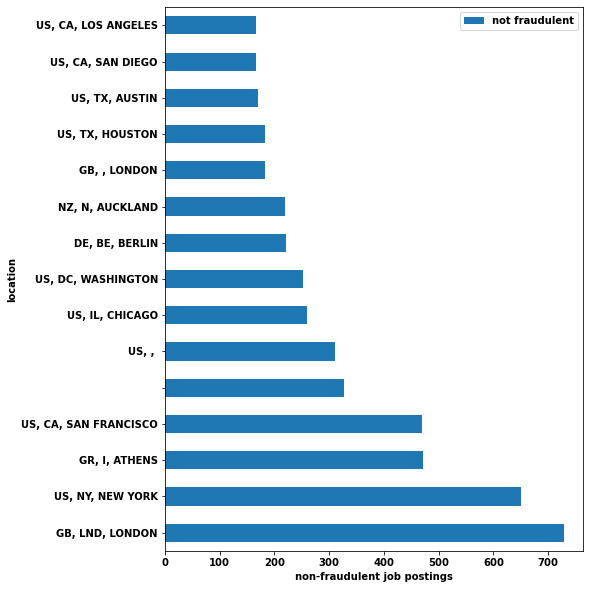 not fraudulent
US, CA, LOS ANGELES
US, CA, SAN DIEGO
US, TX, AUSTIN
US, TX, HOUSTON
GB, , LONDON
NZ, N, AUCKLAND
DE, BE, BERLIN
US, DC, WASHINGTON
US, IL, CHICAGO
US, ,
US, CA, SAN FRANCISCO
GR, I, ATHENS
US, NY, NEW YORK
GB, LND, LONDON
location
0 100 200 300 400 500 600 700
non-fraudulent job postings